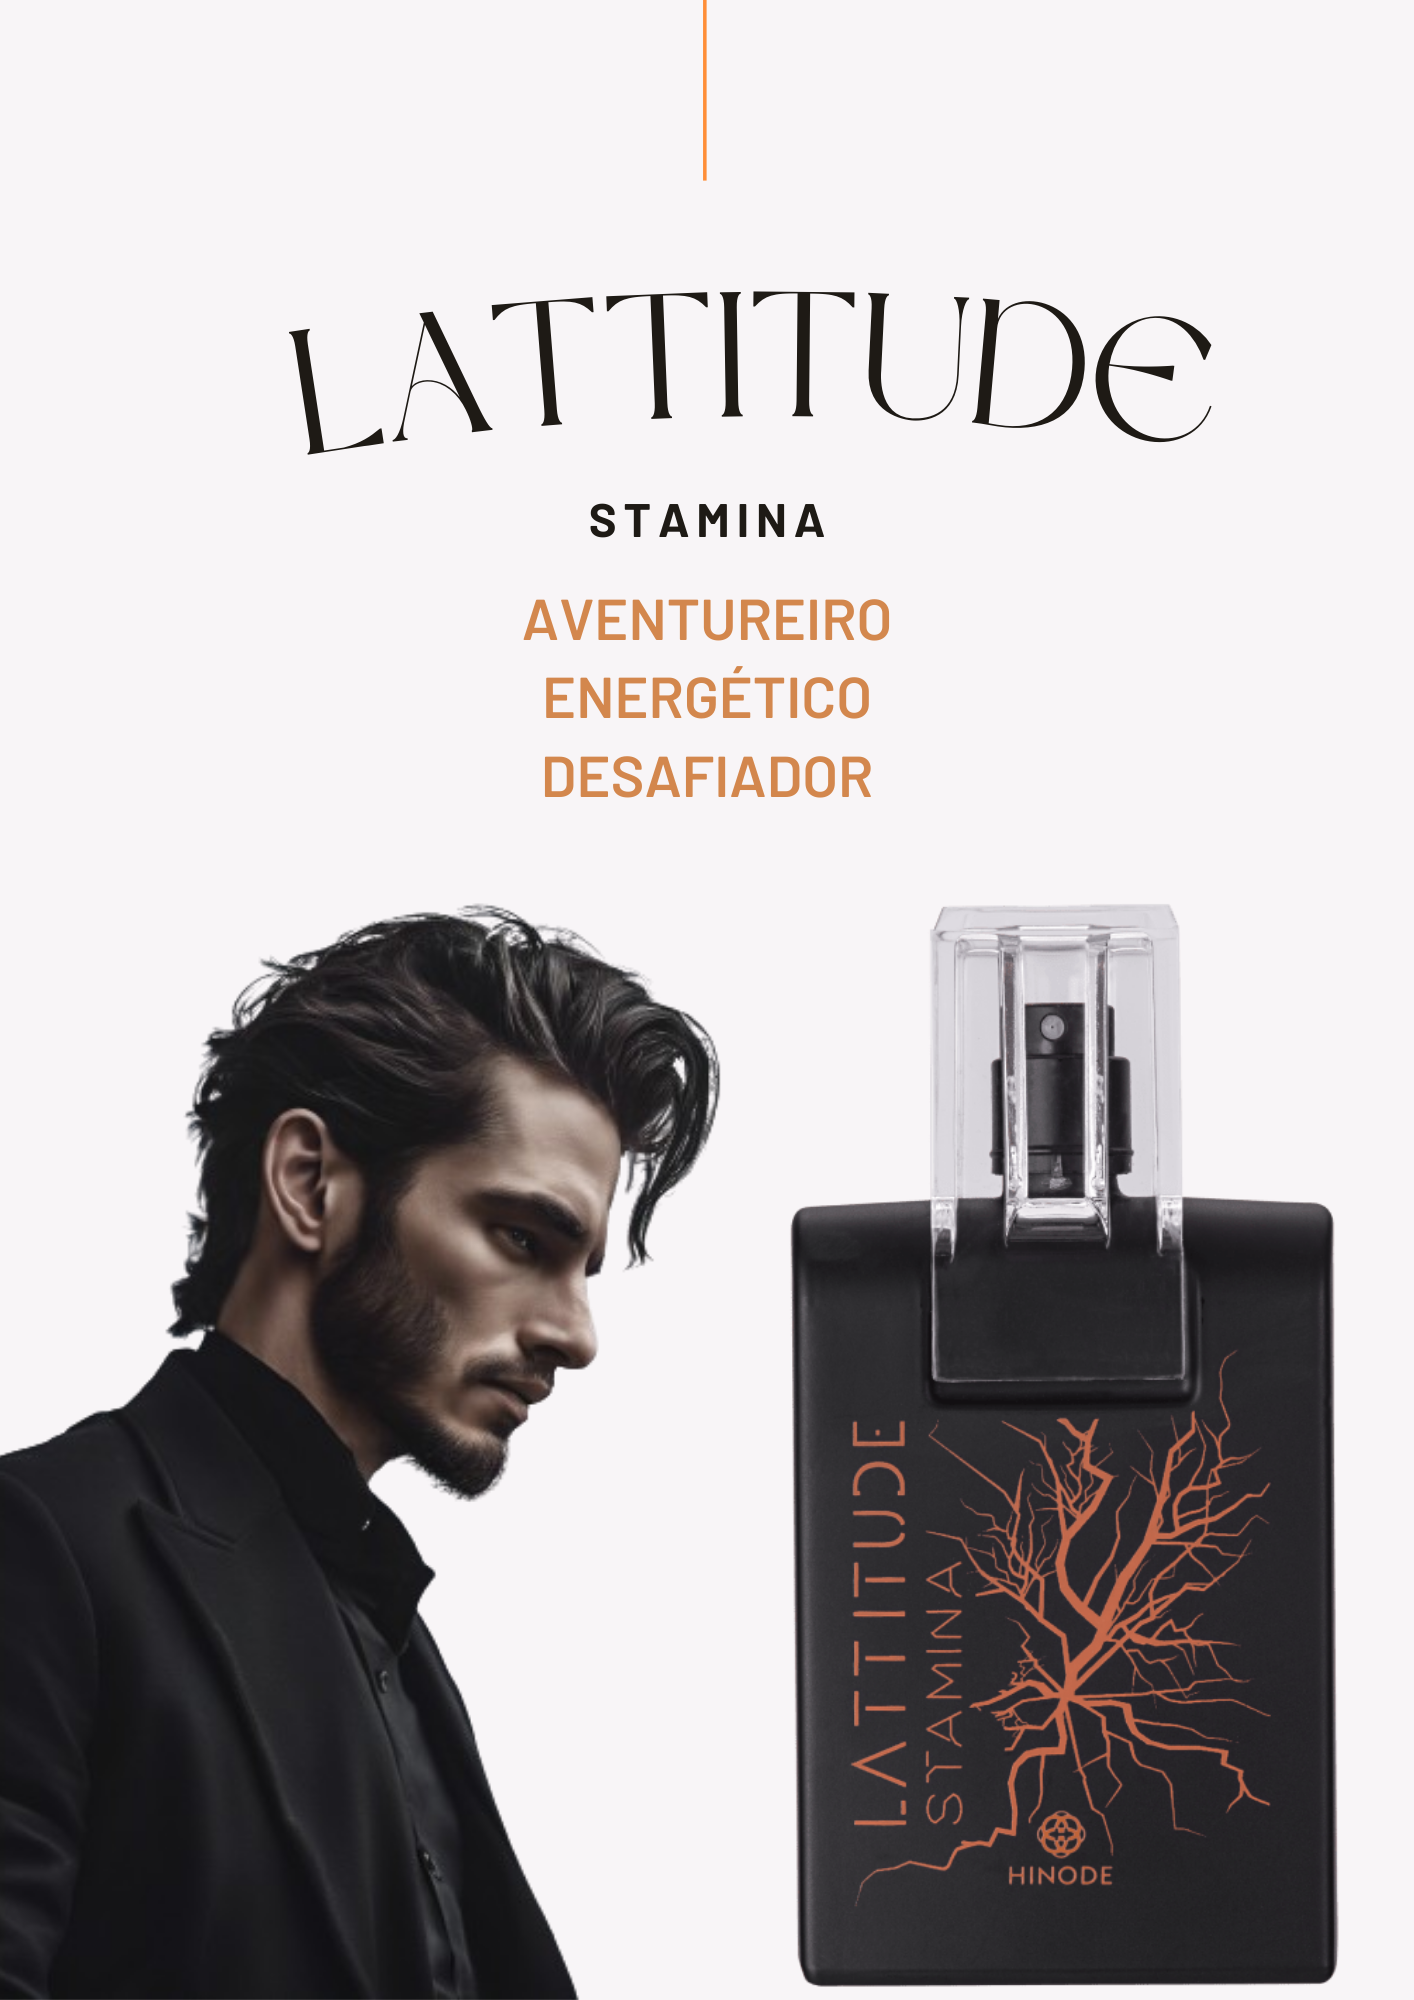 LATTITUDE
STAMINA
AVENTUREIRO
ENERGÉTICO
DESAFIADOR
LATTITUDE
STAMINA
HINODE